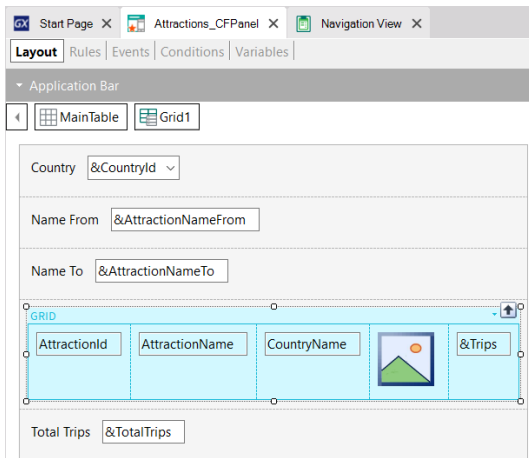 GX Start Page X Attractions_CFPanel X Navigation View X
Layout Rules | Events | Conditions | Variables |
Application Bar
MainTable Grid1
Country &CountryId
Name From &AttractionNameFrom
Name To &AttractionNameTo
GRID
AttractionId AttractionName CountryName &Trips
Total Trips &TotalTrips